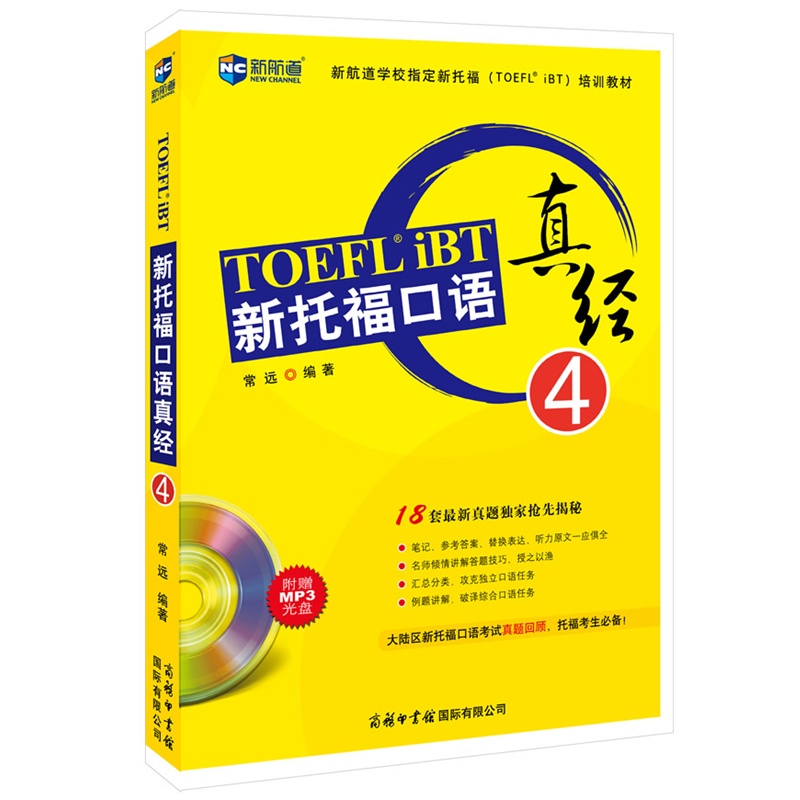 NC 新航道®
NEW CHANNEL
新航道学校指定新托福(TOEFL® iBT)培训教材
TOEFL® iBT
新托福口语
真经
4
常 远 ◎ 编 著
18套最新真题独家抢先揭秘
• 笔记、参考答案、替换表达、听力原文一应俱全
• 名师倾情讲解答题技巧,授之以渔
• 汇总分类,攻克独立口语任务
• 例题讲解,破译综合口语任务
大陆区新托福口语考试真题回顾,托福考生必备!
附赠
MP3
光盘
商务印书馆国际有限公司
NC
新航道®
NEW CHANNEL
TOEFL® iBT
新托福口语真经
4
常 远 编著
商务印书馆
国际有限公司